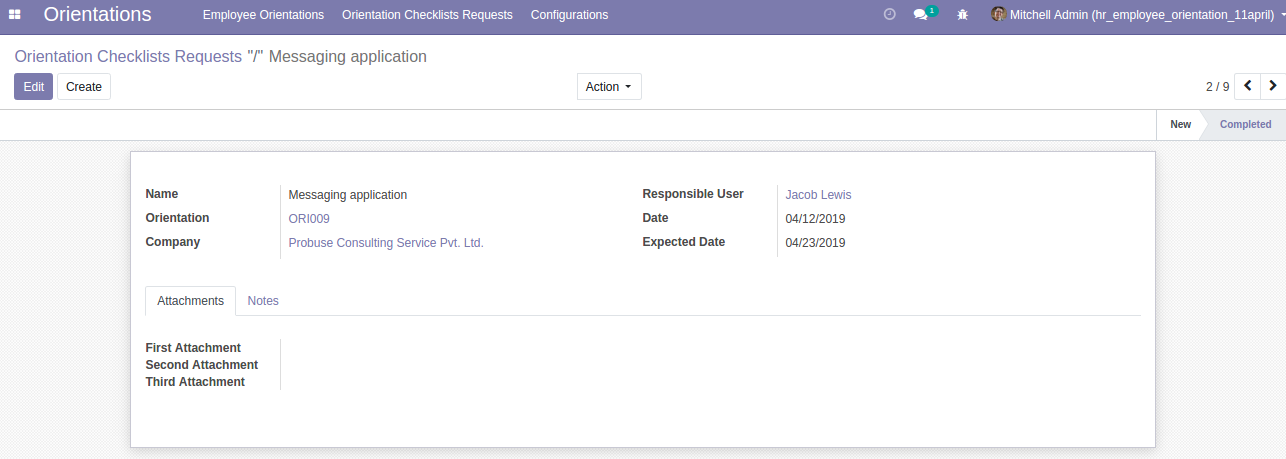 Orientations Employee Orientations Orientation Checklists Requests Configurations 1 Mitchell Admin (hr_employee_orientation_11april)
Orientation Checklists Requests "/" Messaging application
Edit Create Action 2 / 9
New Completed
Name Messaging application Responsible User Jacob Lewis
Orientation ORI009 Date 04/12/2019
Company Probuse Consulting Service Pvt. Ltd. Expected Date 04/23/2019
Attachments Notes
First Attachment
Second Attachment
Third Attachment